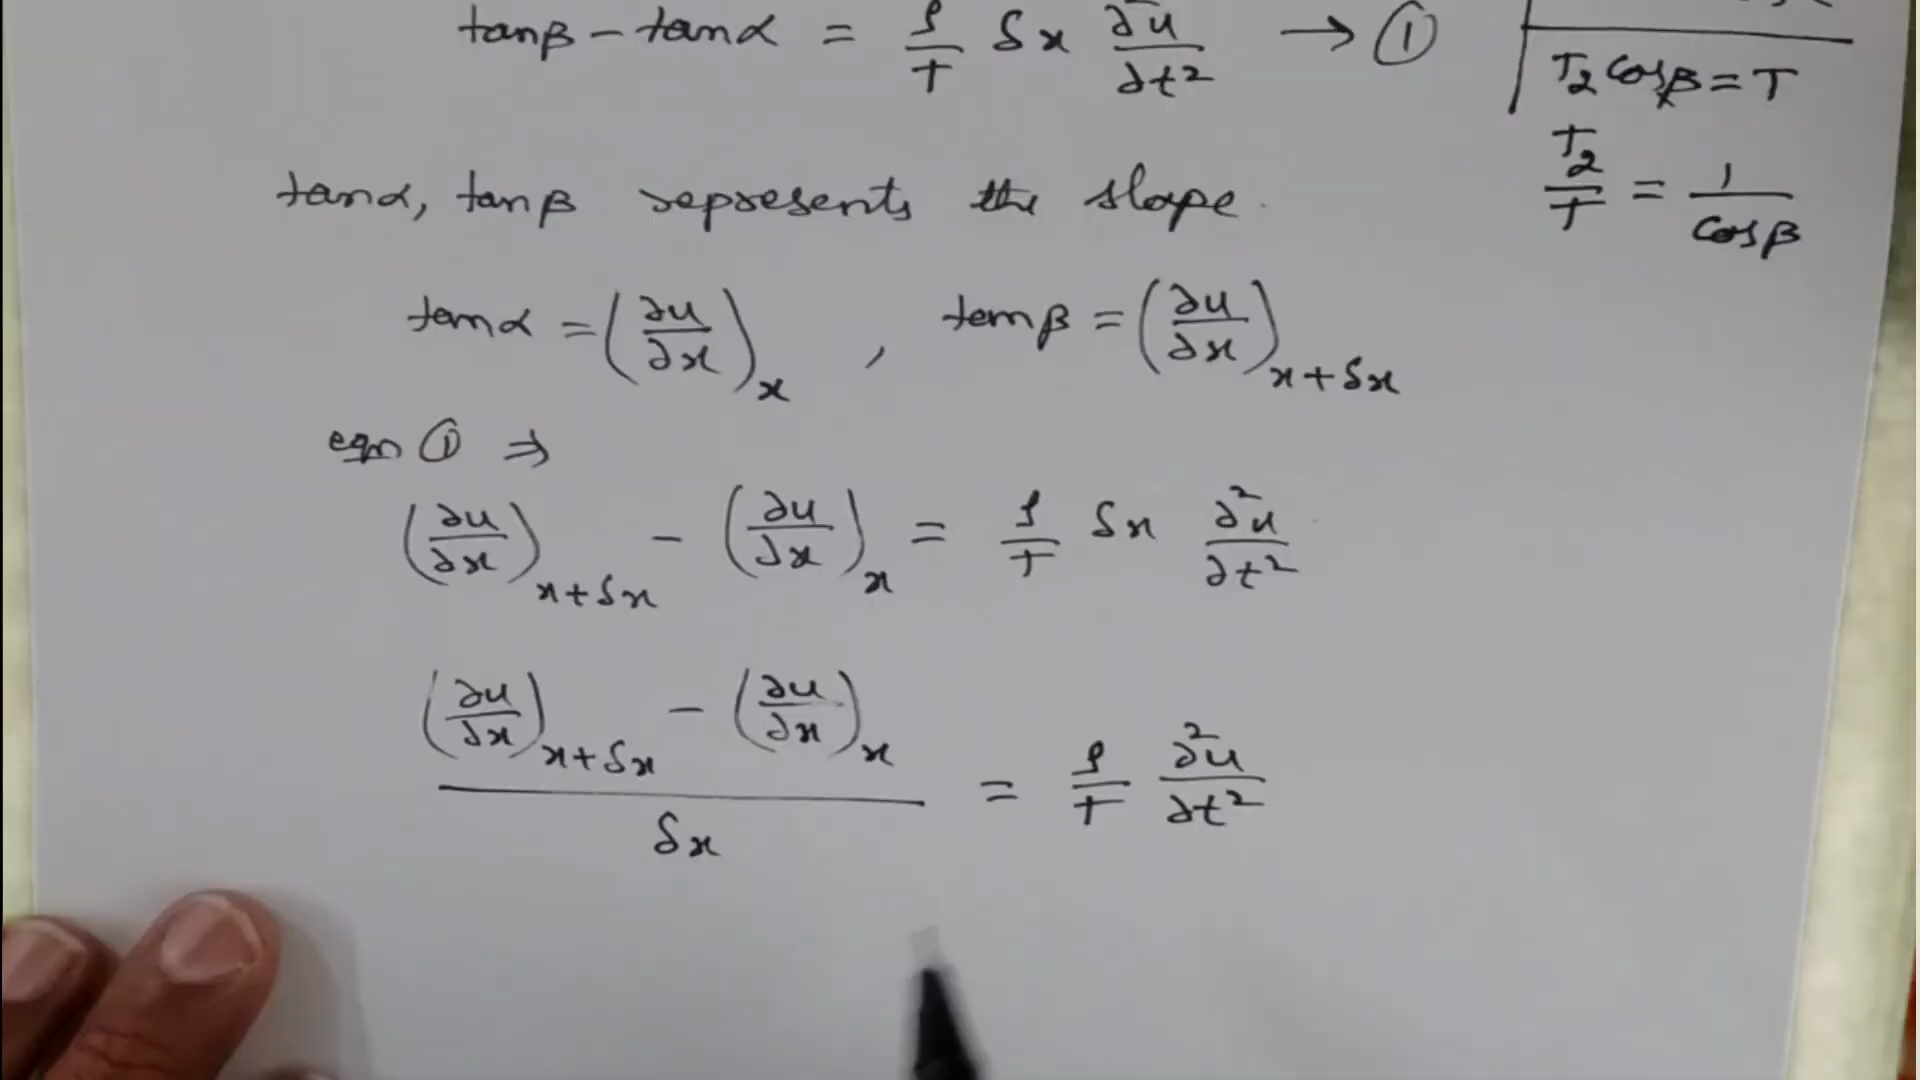 tanβ - tanα = ρ/T δx ∂²u/∂t² → ①
T₂ cosβ = T
T₂/T = 1/cosβ
tanα, tanβ represents the slope.
tanα = (∂u/∂x)ₓ , tanβ = (∂u/∂x)ₓ₊δₓ
eqn ① ⇒
(∂u/∂x)ₓ₊δₓ - (∂u/∂x)ₓ = ρ/T δx ∂²u/∂t²
((∂u/∂x)ₓ₊δₓ - (∂u/∂x)ₓ)/δx = ρ/T ∂²u/∂t²